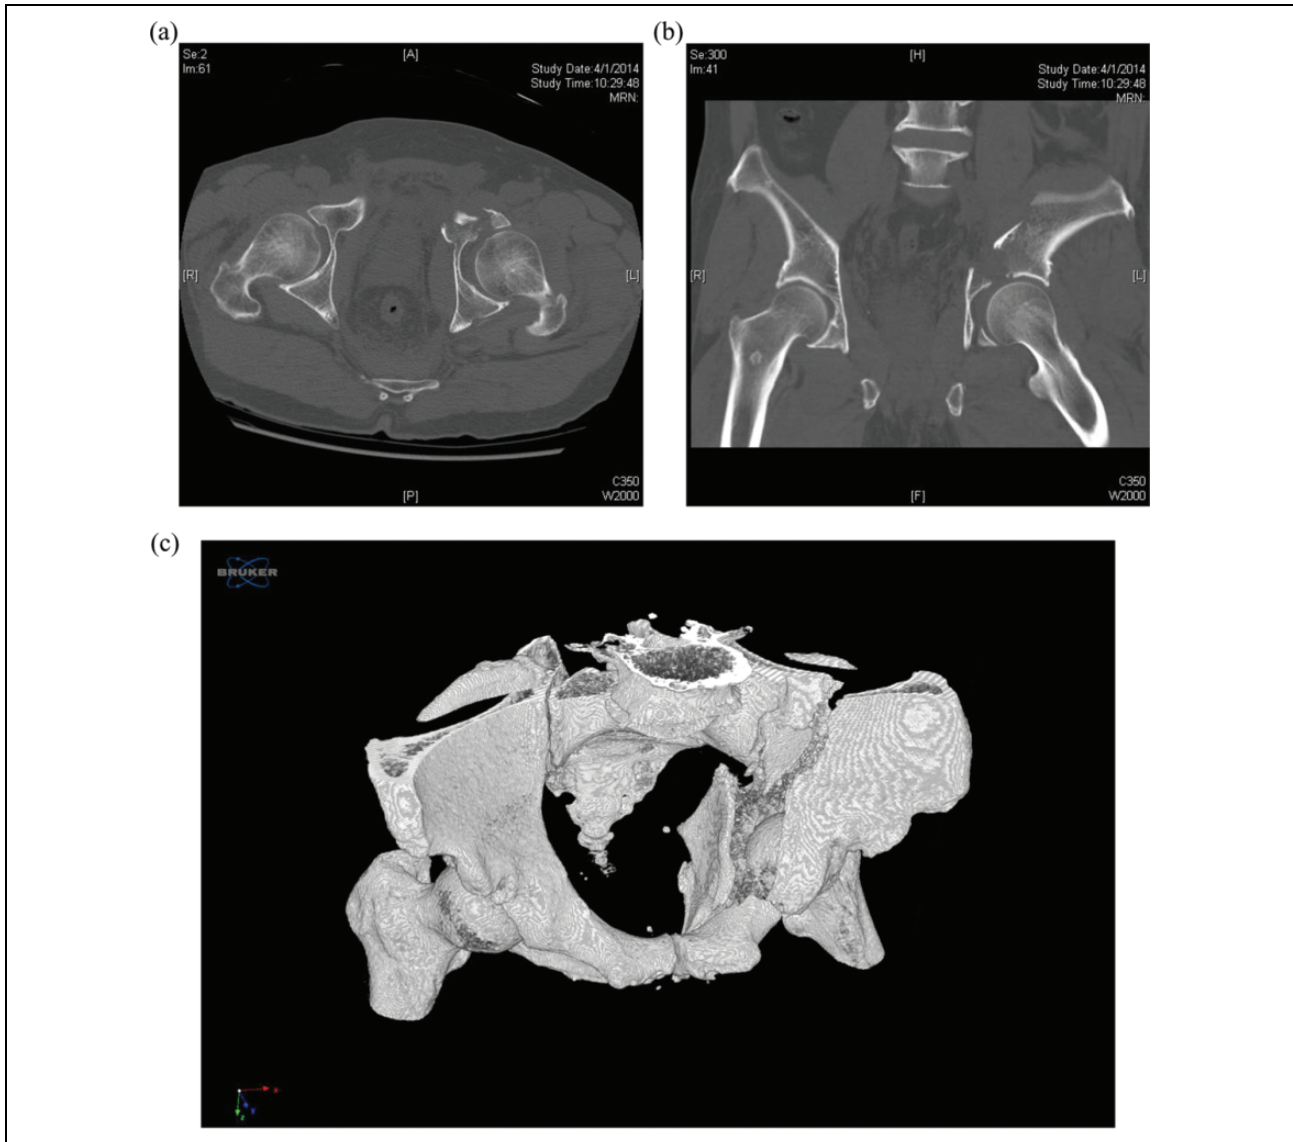 (a)
Se:2
Im:61
[A]
Study Date:4/1/2014
Study Time:10:29:48
MRN:
[R]
[L]
C350
W2000
[P]
(b)
Se:300
Im:41
[H]
Study Date:4/1/2014
Study Time:10:29:48
MRN:
[R]
[L]
C350
W2000
[F]
(c)
BRUKER
x
y
z